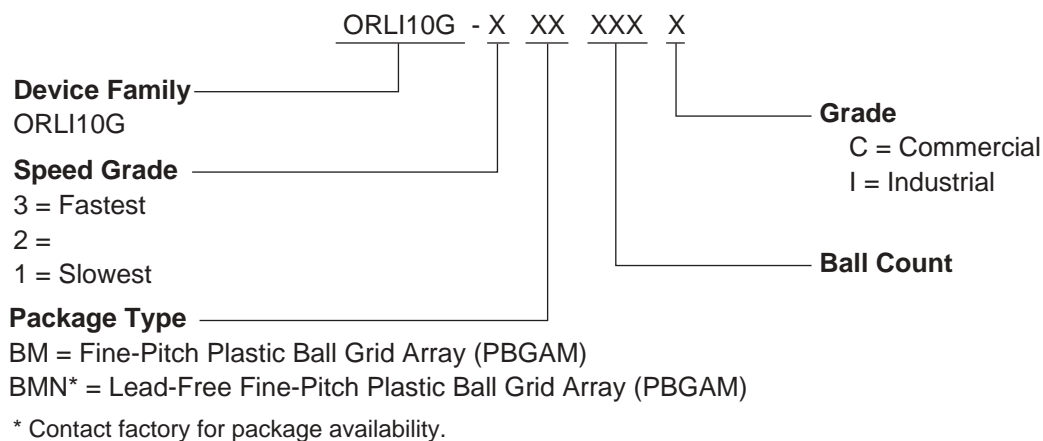 ORLI10G - X XX XXX X
Device Family
ORLI10G
Speed Grade
3 = Fastest
2 =
1 = Slowest
Package Type
BM = Fine-Pitch Plastic Ball Grid Array (PBGAM)
BMN* = Lead-Free Fine-Pitch Plastic Ball Grid Array (PBGAM)
* Contact factory for package availability.
Grade
C = Commercial
I = Industrial
Ball Count